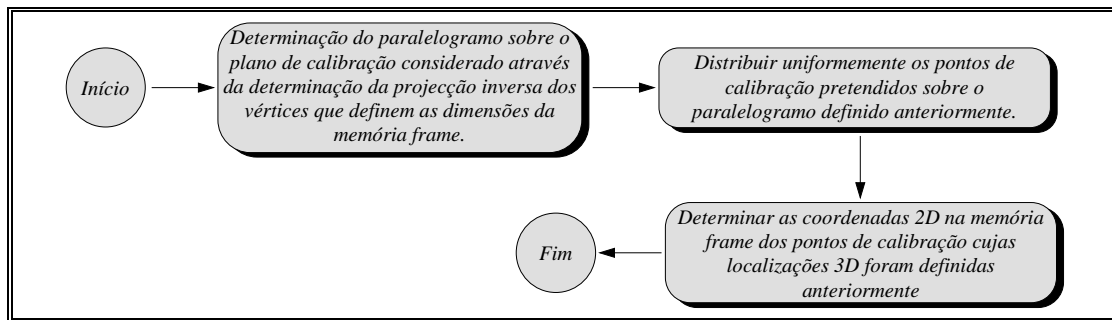 Início
Determinação do paralelogramo sobre o
plano de calibração considerado através
da determinação da projecção inversa dos
vértices que definem as dimensões da
memória frame.
Distribuir uniformemente os pontos de
calibração pretendidos sobre o
paralelogramo definido anteriormente.
Determinar as coordenadas 2D na memória
frame dos pontos de calibração cujas
localizações 3D foram definidas
anteriormente
Fim